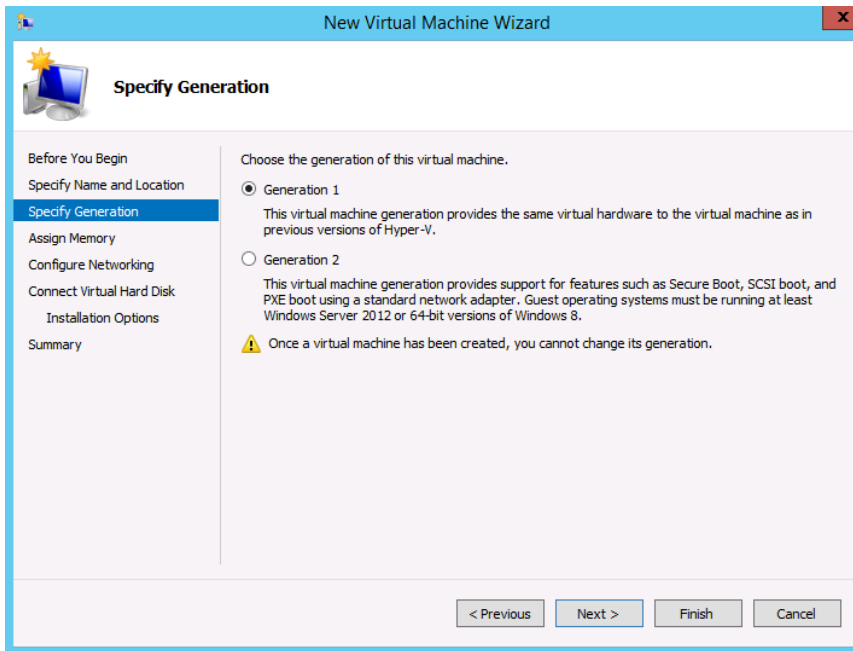 New Virtual Machine Wizard
x
Specify Generation
Before You Begin
Specify Name and Location
Specify Generation
Assign Memory
Configure Networking
Connect Virtual Hard Disk
Installation Options
Summary
Choose the generation of this virtual machine.
Generation 1
This virtual machine generation provides the same virtual hardware to the virtual machine as in
previous versions of Hyper-V.
Generation 2
This virtual machine generation provides support for features such as Secure Boot, SCSI boot, and
PXE boot using a standard network adapter. Guest operating systems must be running at least
Windows Server 2012 or 64-bit versions of Windows 8.
Once a virtual machine has been created, you cannot change its generation.
< Previous
Next >
Finish
Cancel